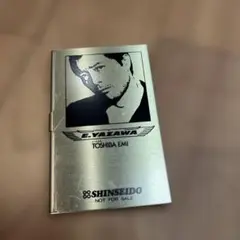 E.YAZAWA
TOSHIBA EMI
SHINSEIDO
NOT FOR SALE